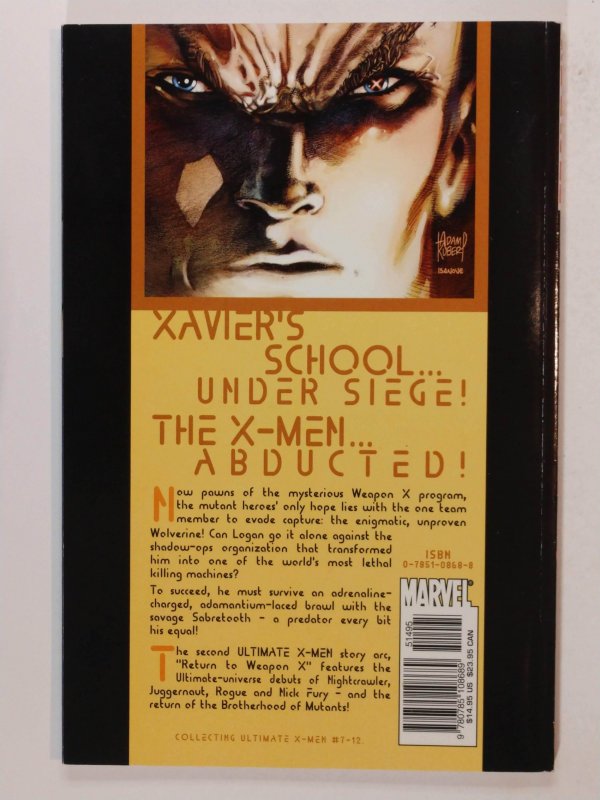 ADAM KUBERT
ISANOVE
XAVIER'S
SCHOOL...
UNDER SIEGE!
THE X-MEN...
ABDUCTED!
Now pawns of the mysterious Weapon X program,
the mutant heroes' only hope lies with the one team
member to evade capture: the enigmatic, unproven
Wolverine! Can Logan go it alone against the
shadow-ops organization that transformed
him into one of the world's most lethal
killing machines?
To succeed, he must survive an adrenaline-
charged, adamantium-laced brawl with the
savage Sabretooth - a predator every bit
his equal!
The second ULTIMATE X-MEN story arc,
"Return to Weapon X" features the
Ultimate-universe debuts of Nightcrawler,
Juggernaut, Rogue and Nick Fury - and the
return of the Brotherhood of Mutants!
COLLECTING ULTIMATE X-MEN #7-12.
ISBN
0-7851-0868-8
MARVEL®
51495
9 780785 108689
$14.95 US $23.95 CAN